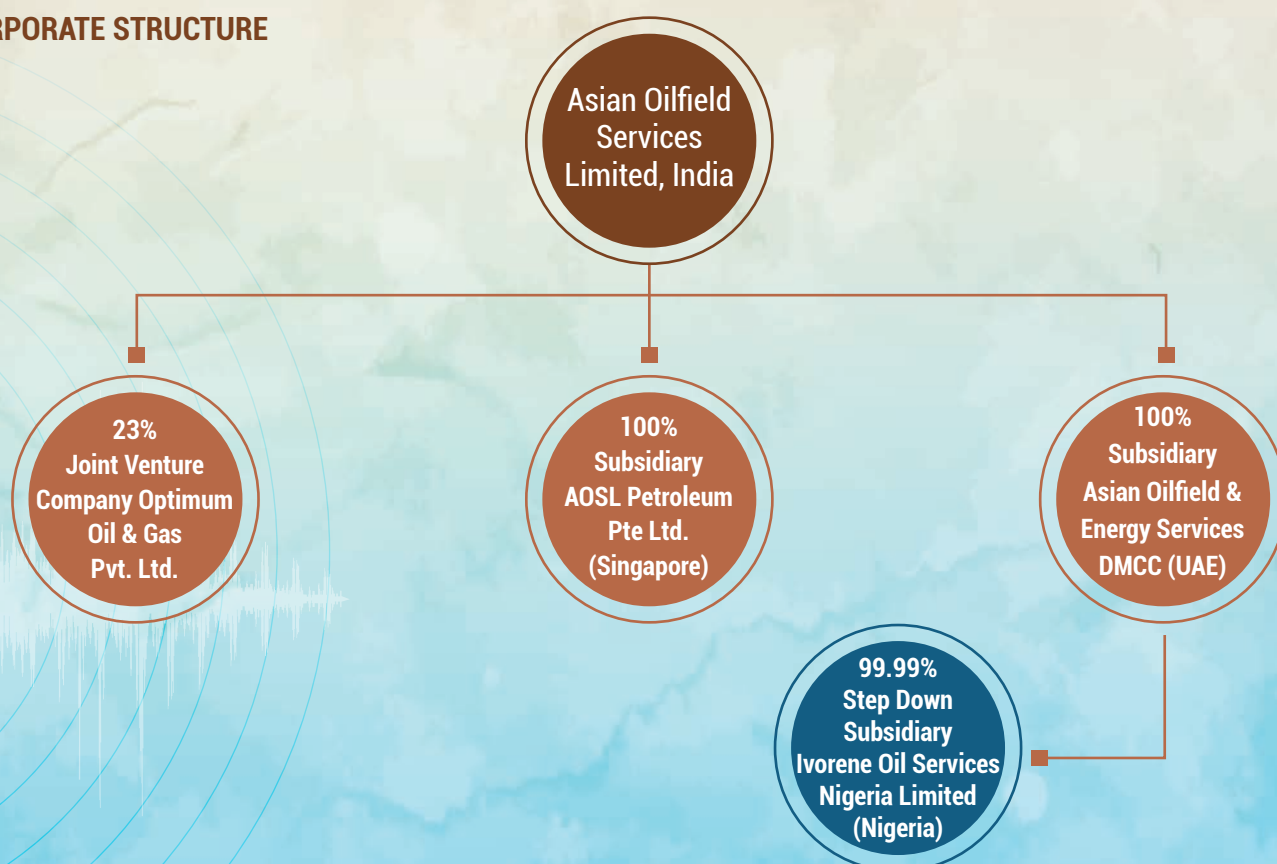 RPORATE STRUCTURE
Asian Oilfield
Services
Limited, India
23%
Joint Venture
Company Optimum
Oil & Gas
Pvt. Ltd.
100%
Subsidiary
AOSL Petroleum
Pte Ltd.
(Singapore)
100%
Subsidiary
Asian Oilfield &
Energy Services
DMCC (UAE)
99.99%
Step Down
Subsidiary
Ivorene Oil Services
Nigeria Limited
(Nigeria)